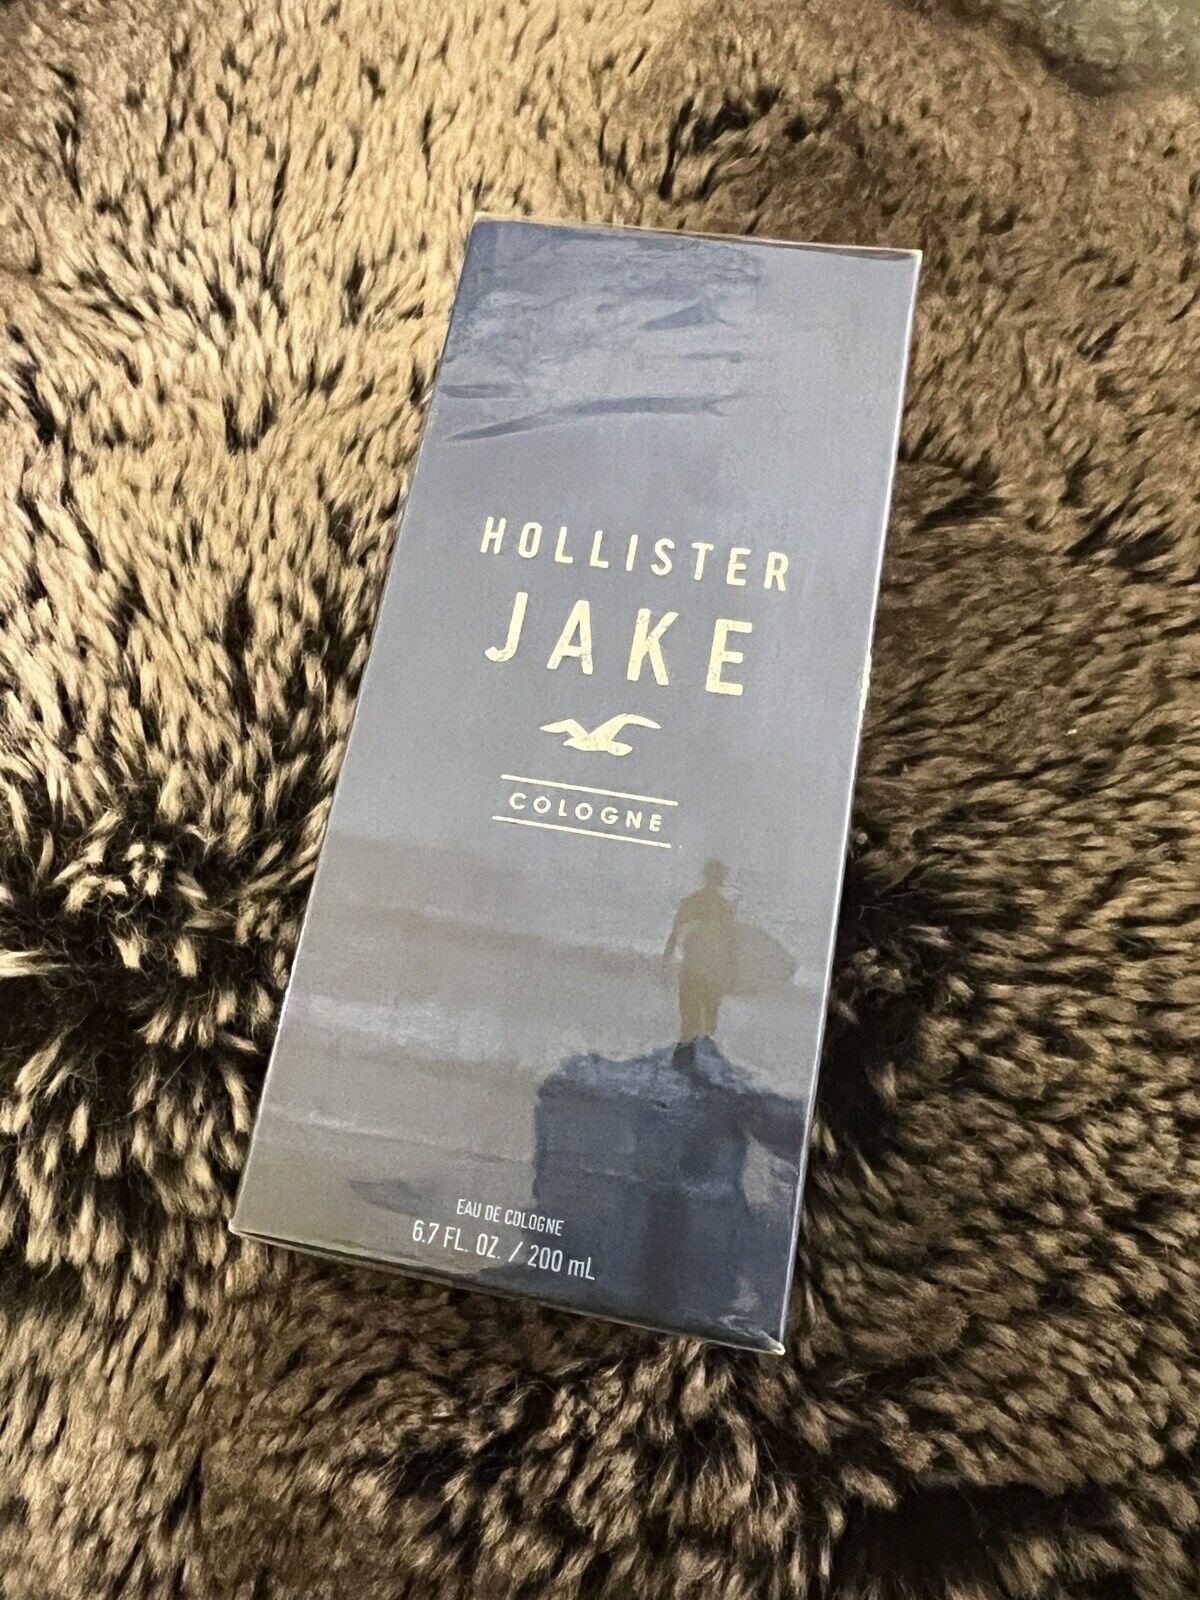 HOLLISTER
JAKE
COLOGNE
EAU DE COLOGNE
6.7 FL. OZ. / 200 mL